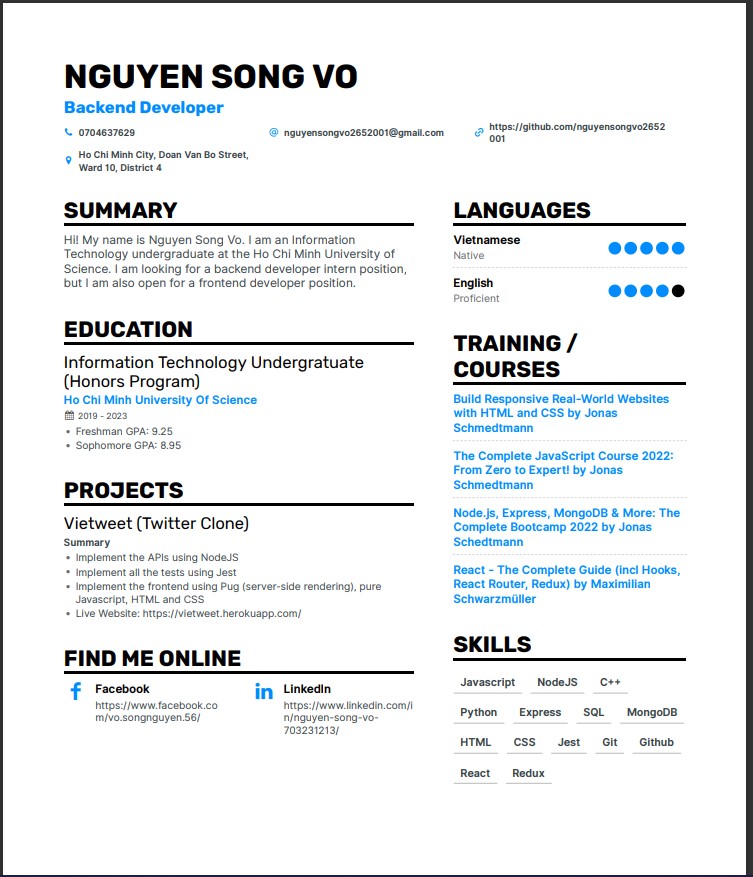 NGUYEN SONG VO
Backend Developer
0704637629
nguyensongvo2652001@gmail.com
https://github.com/nguyensongvo2652
001
Ho Chi Minh City, Doan Van Bo Street,
Ward 10, District 4
SUMMARY
Hi! My name is Nguyen Song Vo. I am an Information
Technology undergraduate at the Ho Chi Minh University of
Science. I am looking for a backend developer intern position,
but I am also open for a frontend developer position.
EDUCATION
Information Technology Undergratuate
(Honors Program)
Ho Chi Minh University Of Science
2019 - 2023
• Freshman GPA: 9.25
• Sophomore GPA: 8.95
PROJECTS
Vietweet (Twitter Clone)
Summary
• Implement the APIs using NodeJS
• Implement all the tests using Jest
• Implement the frontend using Pug (server-side rendering), pure
Javascript, HTML and CSS
• Live Website: https://vietweet.herokuapp.com/
FIND ME ONLINE
Facebook
https://www.facebook.co
m/vo.songnguyen.56/
LinkedIn
https://www.linkedin.com/i
n/nguyen-song-vo-
703231213/
LANGUAGES
Vietnamese
Native
English
Proficient
TRAINING /
COURSES
Build Responsive Real-World Websites
with HTML and CSS by Jonas
Schmedtmann
The Complete JavaScript Course 2022:
From Zero to Expert! by Jonas
Schmedtmann
Node.js, Express, MongoDB & More: The
Complete Bootcamp 2022 by Jonas
Schedtmann
React - The Complete Guide (incl Hooks,
React Router, Redux) by Maximilian
Schwarzmüller
SKILLS
Javascript NodeJS C++
Python Express SQL MongoDB
HTML CSS Jest Git Github
React Redux